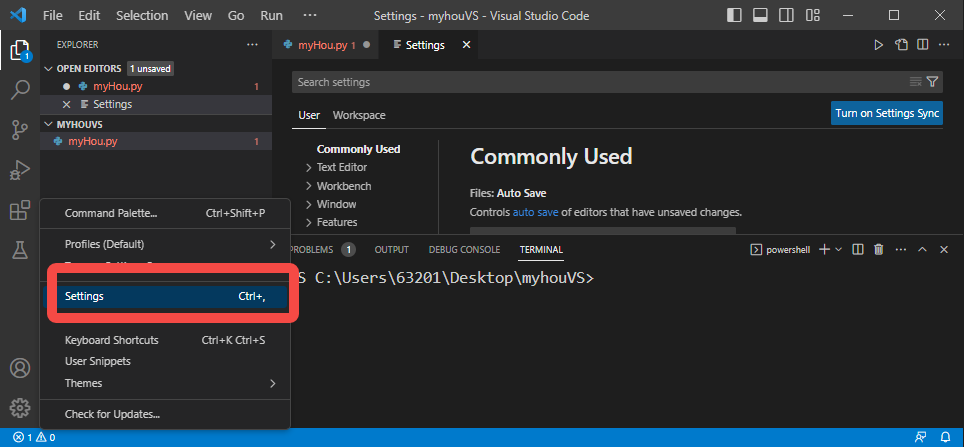 File Edit Selection View Go Run ··· Settings - myhouVS - Visual Studio Code
EXPLORER ···
OPEN EDITORS 1 unsaved
myHou.py 1
Settings
MYHOUVS
myHou.py 1
1
myHou.py 1 Settings
Search settings
User Workspace
Turn on Settings Sync
Commonly Used
Text Editor
Workbench
Window
Features
Commonly Used
Files: Auto Save
Controls auto save of editors that have unsaved changes.
PROBLEMS 1 OUTPUT DEBUG CONSOLE TERMINAL
powershell
S C:\Users\63201\Desktop\myhouVS>
Command Palette... Ctrl+Shift+P
Profiles (Default)
Settings Ctrl+,
Keyboard Shortcuts Ctrl+K Ctrl+S
User Snippets
Themes
Check for Updates...
1 0